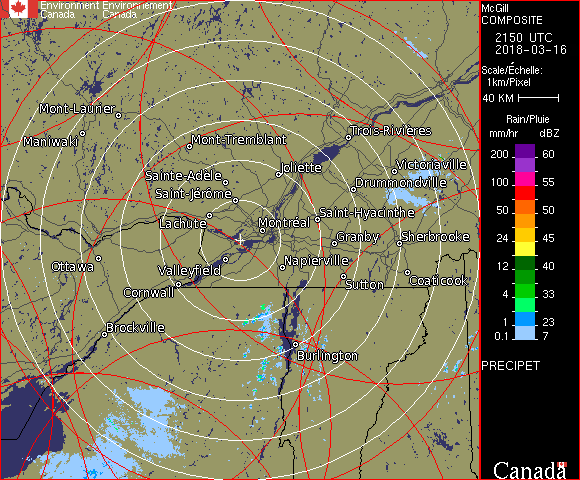 Environment Environnement
Canada Canada
McGill
COMPOSITE
2150 UTC
2018-03-16
Scale/Échelle:
1km/Pixel
40 KM
Rain/Pluie
mm/hr dBZ
200 60
55
100 55
50 50
24 45
12 40
4 33
1 23
0.1 7
PRECIPET
Canada
Mont-Laurier
Maniwaki
Mont-Tremblant
Trois-Rivières
Joliette
Victoriaville
Sainte-Adèle
Drummondville
Saint-Jérôme
Saint-Hyacinthe
Lachute
Montréal
Granby
Sherbrooke
Ottawa
Valleyfield
Napierville
Cornwall
Sutton
Coaticook
Brockville
Burlington